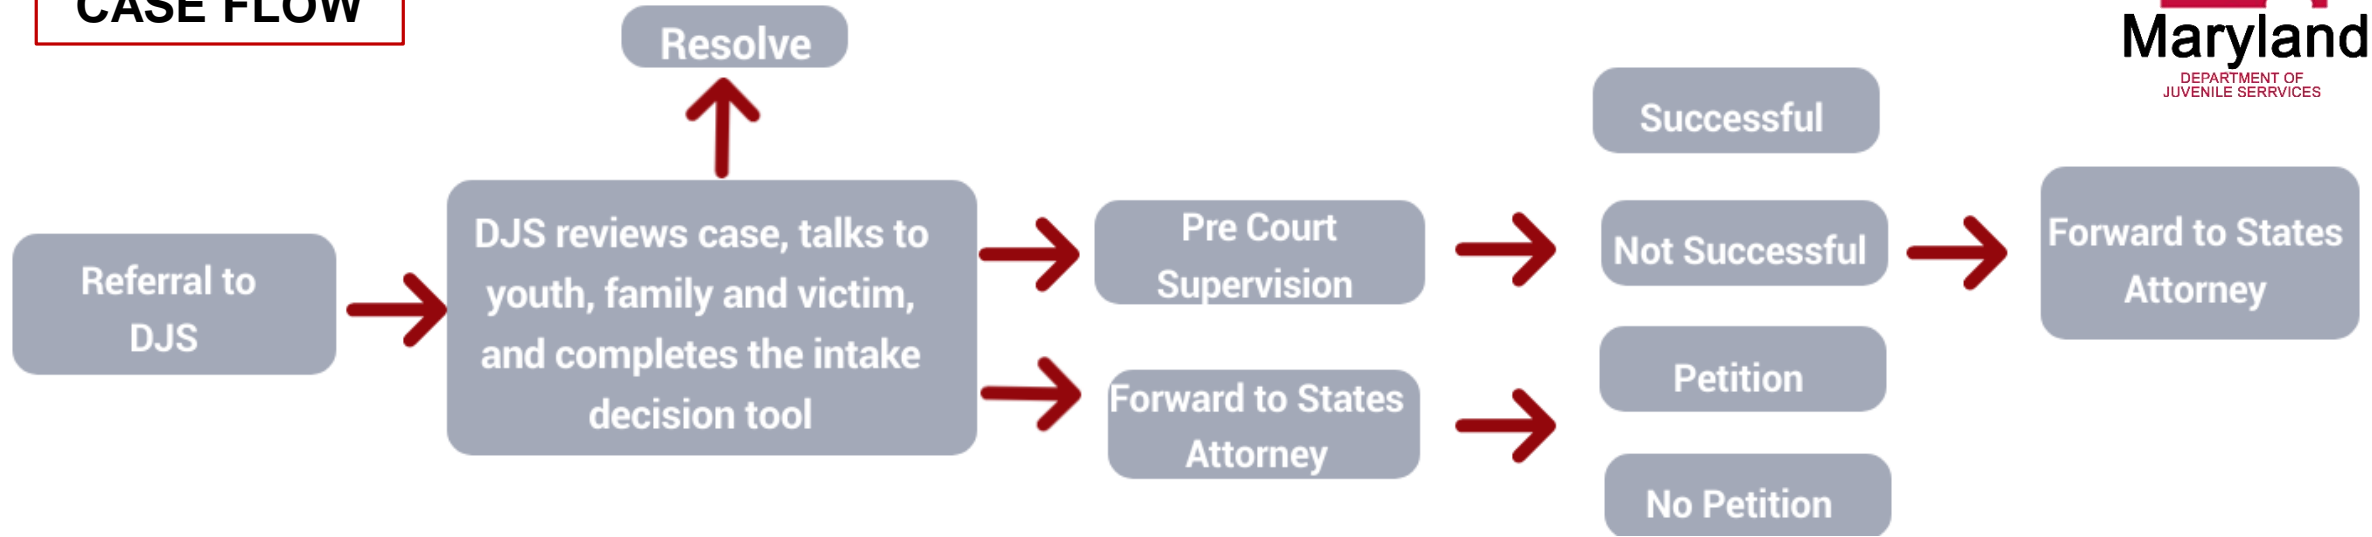 CASE FLOW
Resolve
Maryland
DEPARTMENT OF
JUVENILE SERRVICES
Successful
Referral to
DJS
DJS reviews case, talks to
youth, family and victim,
and completes the intake
decision tool
Pre Court
Supervision
Not Successful
Forward to States
Attorney
Forward to States
Attorney
Petition
No Petition